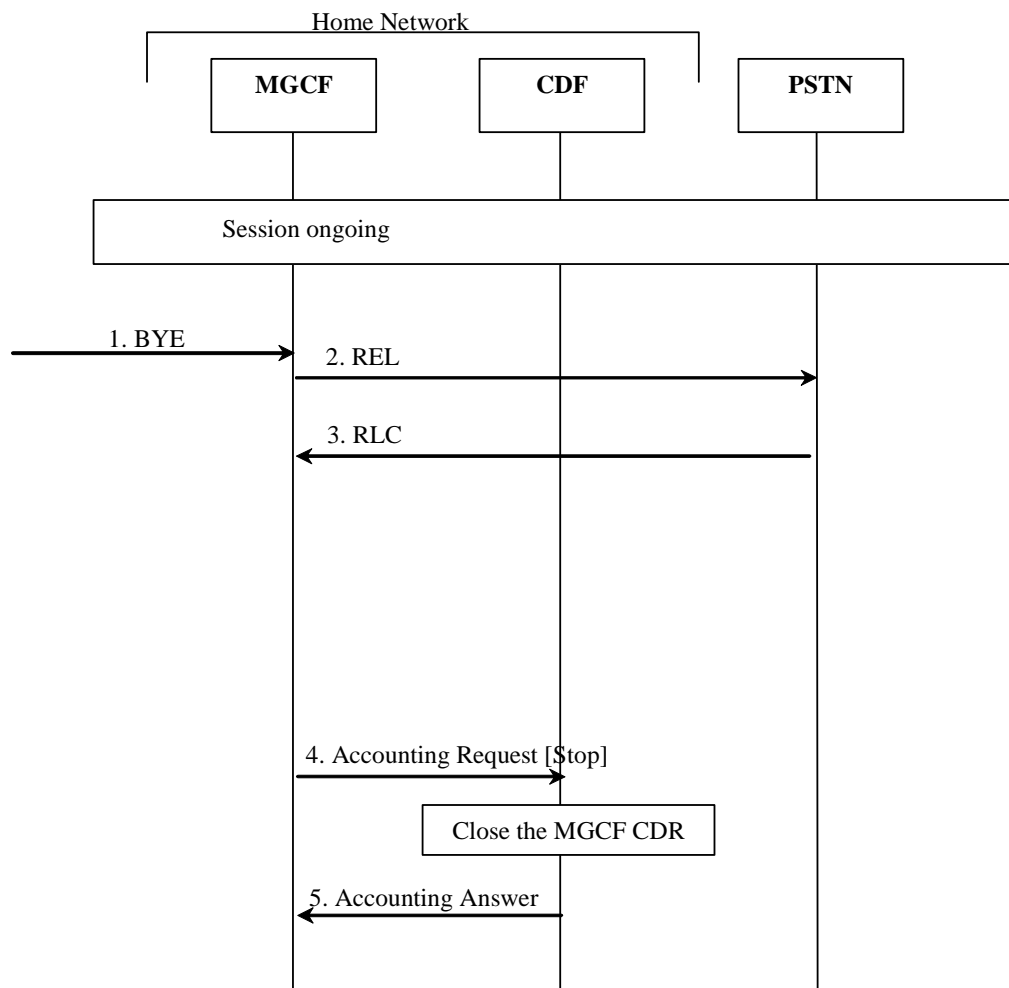 Home Network
MGCF
CDF
PSTN
Session ongoing
1. BYE
2. REL
3. RLC
4. Accounting Request [Stop]
Close the MGCF CDR
5. Accounting Answer